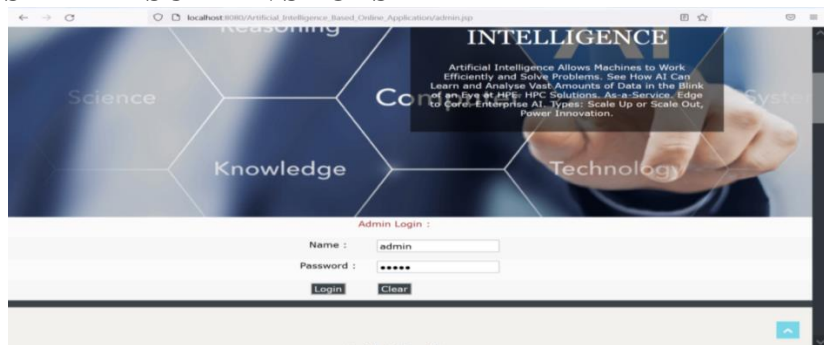 localhost:8080/Artificial_Intelligence_Based_Online_Application/admin.jsp
Reasoning
INTELLIGENCE
Artificial Intelligence Allows Machines to Work
Efficiently and Solve Problems. See How AI Can
Learn and Analyse Vast Amounts of Data in the Blink
of an Eye at HPE. HPC Solutions. As-a-Service. Edge
to Core. Enterprise AI. Types: Scale Up or Scale Out,
Power Innovation.
Science
Knowledge
Technology
Admin Login :
Name :
admin
Password :
•••••
Login
Clear